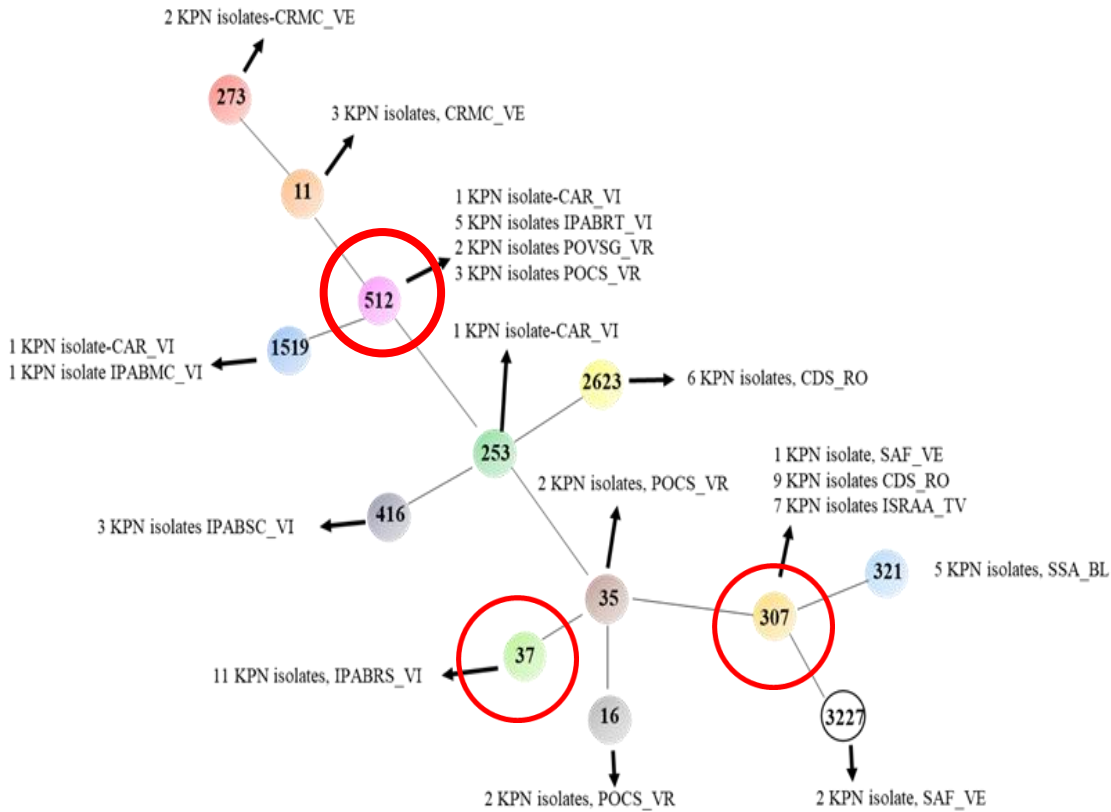 2 KPN isolates-CRMC_VE
273
3 KPN isolates, CRMC_VE
11
1 KPN isolate-CAR_VI
5 KPN isolates IPABRT_VI
2 KPN isolates POVSG_VR
3 KPN isolates POCS_VR
512
1 KPN isolate-CAR_VI
1519
1 KPN isolate-CAR_VI
1 KPN isolate IPABMC_VI
2623
6 KPN isolates, CDS_RO
253
1 KPN isolate, SAF_VE
9 KPN isolates CDS_RO
7 KPN isolates ISRAA_TV
2 KPN isolates, POCS_VR
416
3 KPN isolates IPABSC_VI
321
5 KPN isolates, SSA_BL
35
307
37
11 KPN isolates, IPABRS_VI
16
3227
2 KPN isolates, POCS_VR
2 KPN isolate, SAF_VE